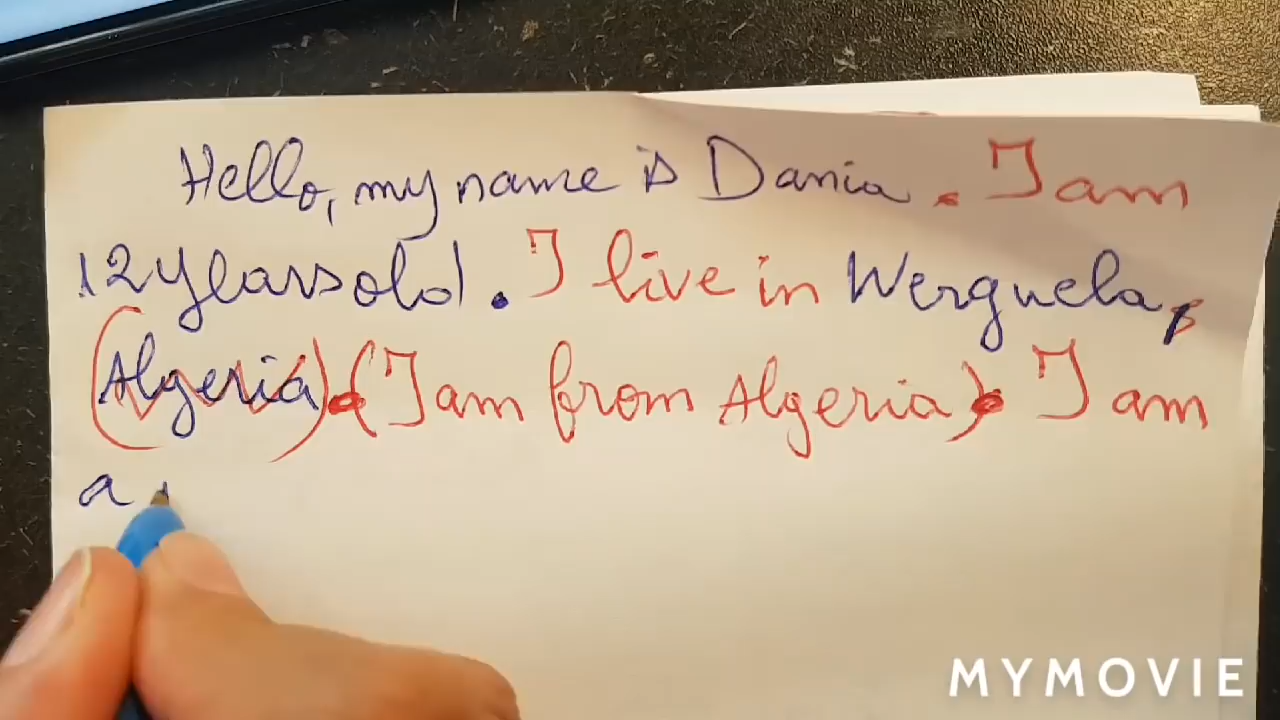 Hello, my name is Dania. I am
12 years old. I live in Werguela,
(Algeria). (I am from Algeria). I am
a
MYMOVIE